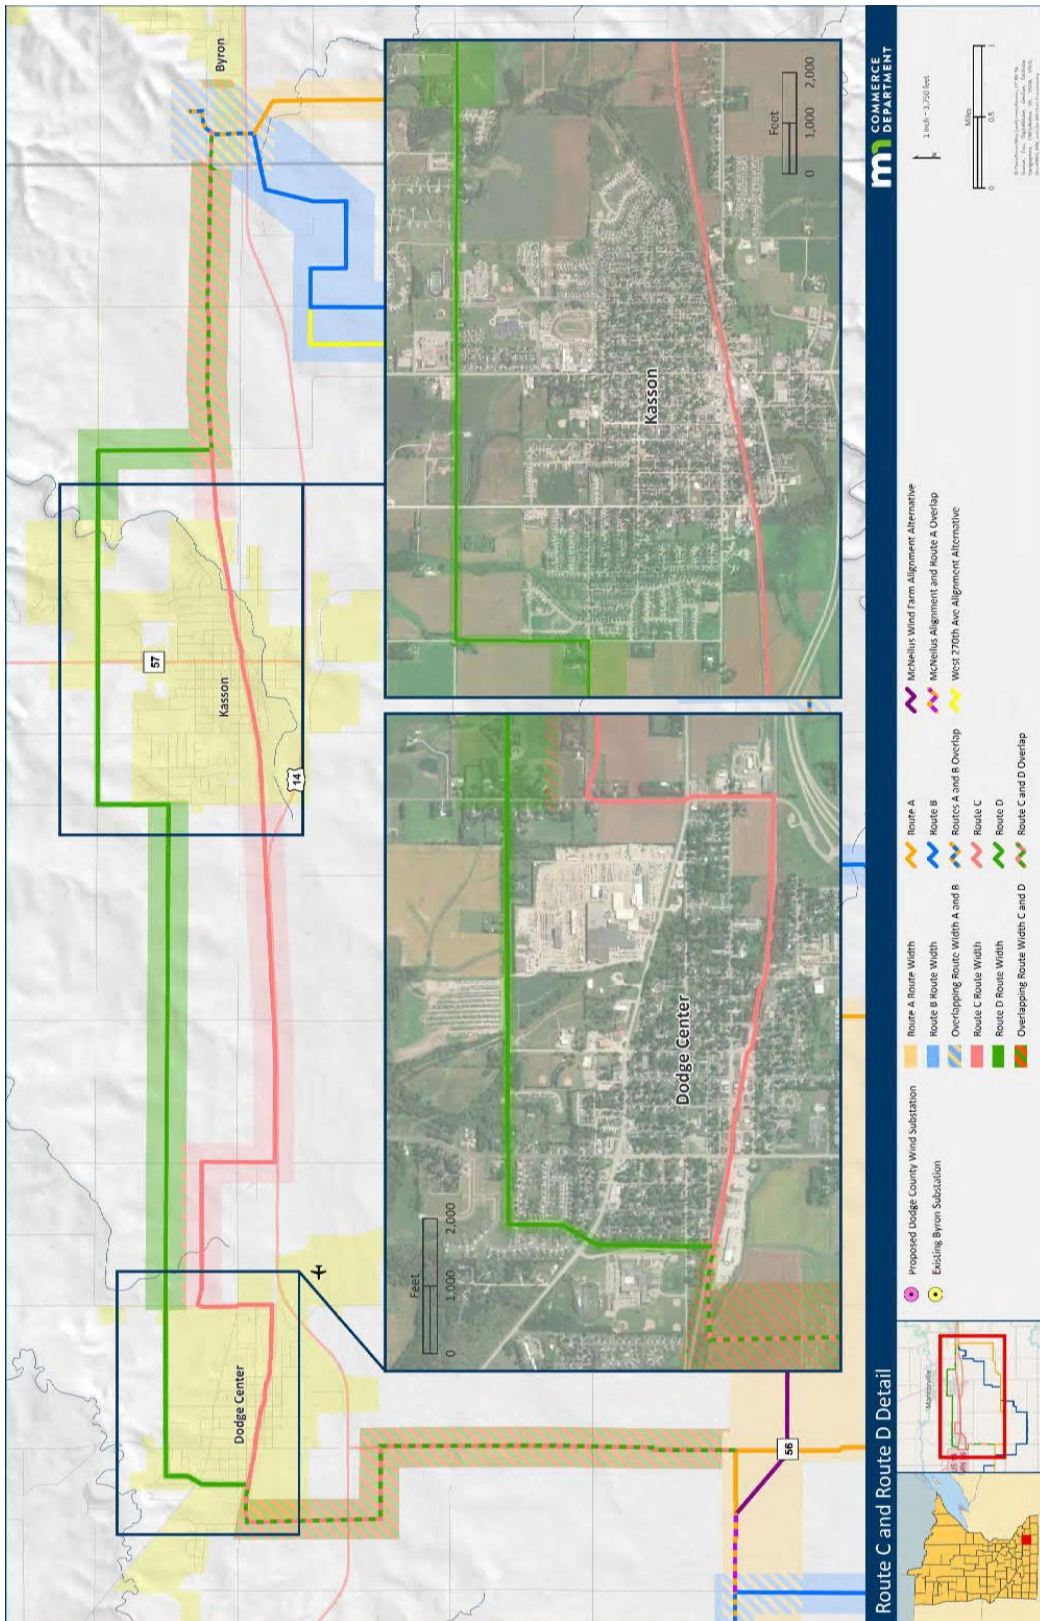 Byron
57
Kasson
14
Dodge Center
56
Kasson
Feet
0 1,000 2,000
Dodge Center
Feet
0 1,000 2,000
Route C and Route D Detail
mn COMMERCE
DEPARTMENT
Mantorville
Proposed Dodge County Wind Substation
Existing Byron Substation
Route A Route Width
Route B Route Width
Overlapping Route Width A and B
Route C Route Width
Route D Route Width
Overlapping Route Width C and D
Route A
Route B
Routes A and B Overlap
Route C
Route D
Route C and D Overlap
McNeilus Wind Farm Alignment Alternative
McNeilus Alignment and Route A Overlap
West 270th Ave Alignment Alternative
N
1 inch = 3,750 feet
Miles
0 0.5 1